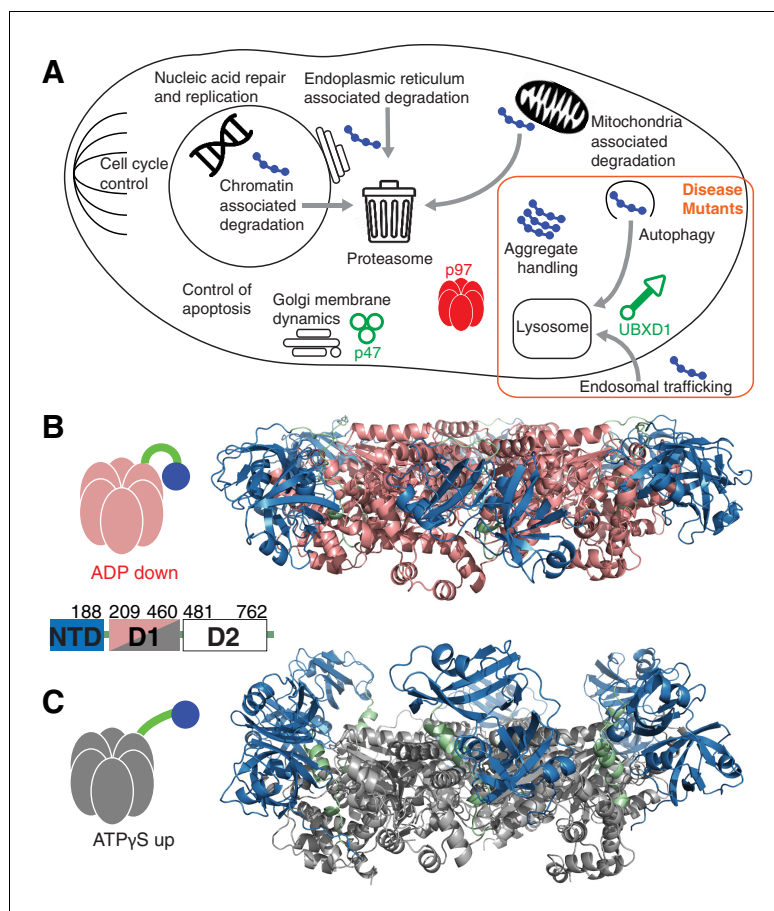 A
Nucleic acid repair
and replication
Endoplasmic reticulum
associated degradation
Mitochondria
associated
degradation
Cell cycle
control
Chromatin
associated
degradation
Proteasome
Disease
Mutants
Autophagy
Aggregate
handling
p97
Control of
apoptosis
Golgi membrane
dynamics
p47
Lysosome
UBXD1
Endosomal trafficking
B
ADP down
188 209 460 481 762
NTD D1 D2
C
ATPγS up